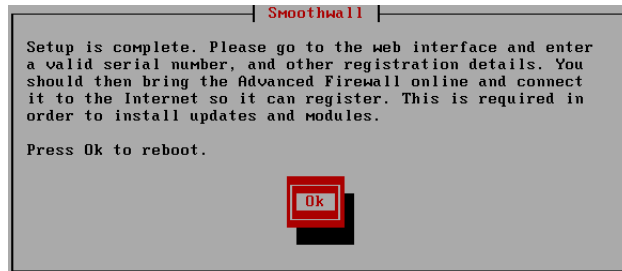 Smoothwall
Setup is complete. Please go to the web interface and enter
a valid serial number, and other registration details. You
should then bring the Advanced Firewall online and connect
it to the Internet so it can register. This is required in
order to install updates and modules.
Press Ok to reboot.
Ok